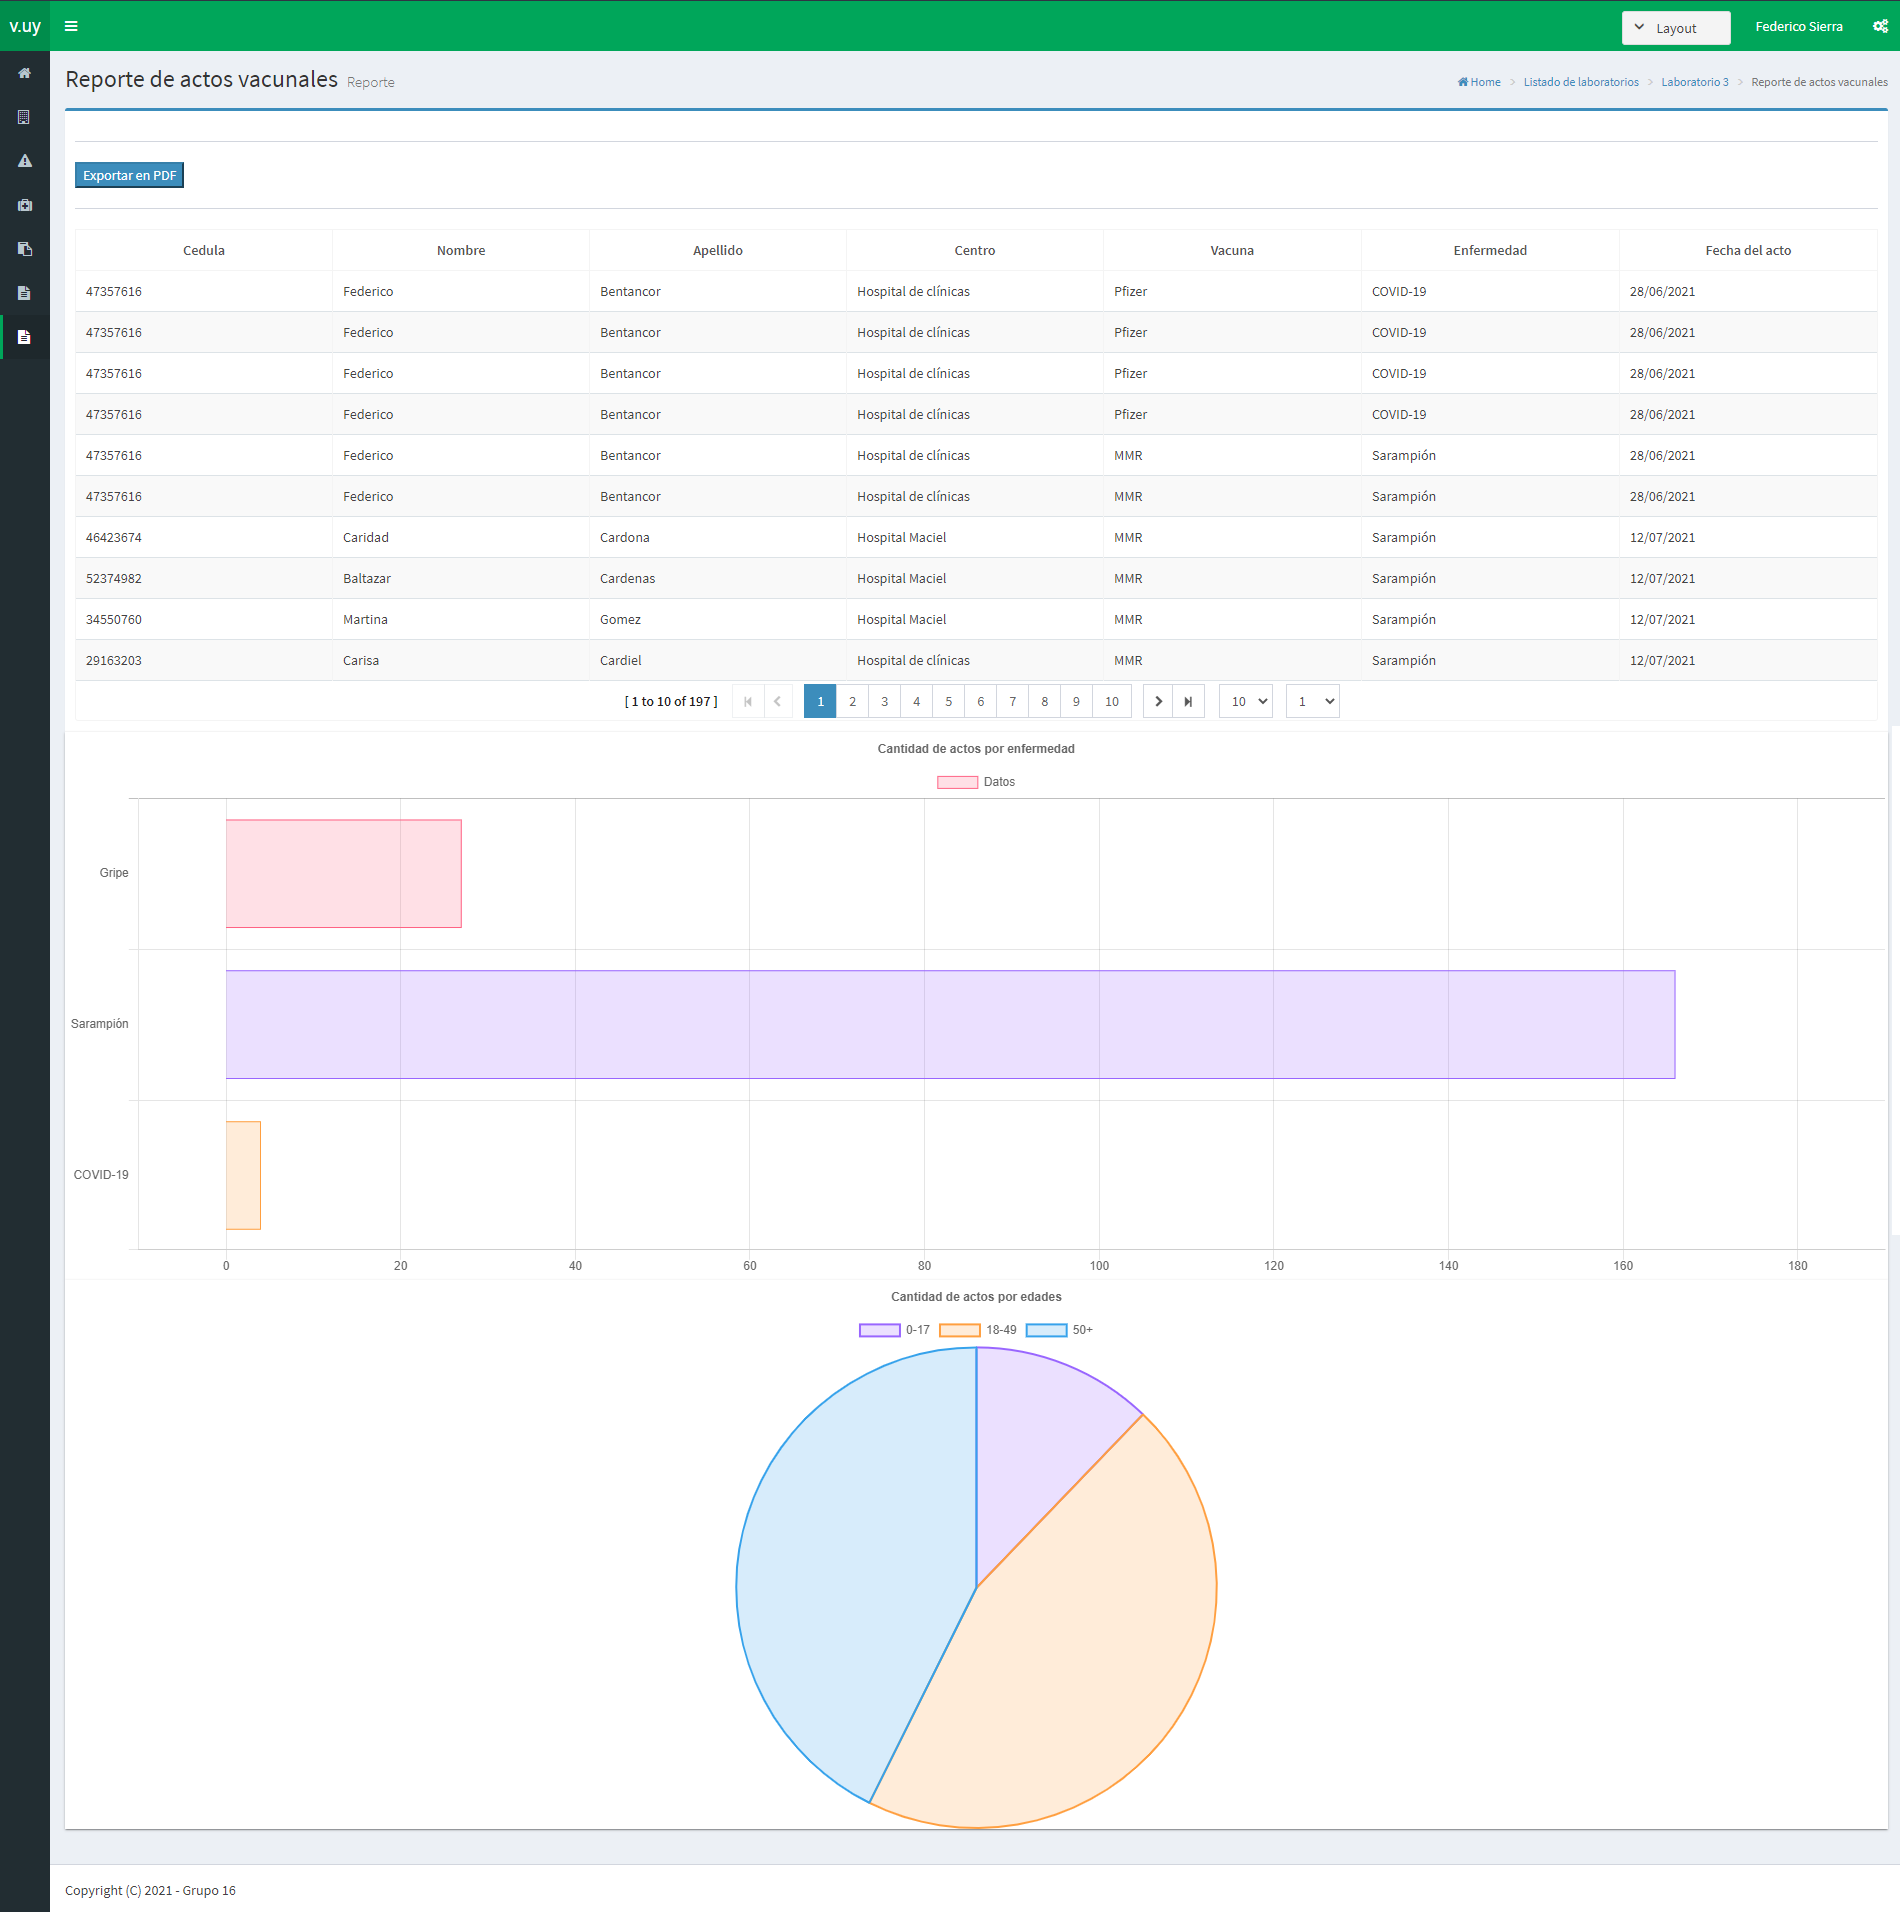 v.uy
Layout
Federico Sierra
Reporte de actos vacunales Reporte
Home > Listado de laboratorios > Laboratorio 3 > Reporte de actos vacunales
Exportar en PDF
Cedula Nombre Apellido Centro Vacuna Enfermedad Fecha del acto
47357616 Federico Bentancor Hospital de clínicas Pfizer COVID-19 28/06/2021
47357616 Federico Bentancor Hospital de clínicas Pfizer COVID-19 28/06/2021
47357616 Federico Bentancor Hospital de clínicas Pfizer COVID-19 28/06/2021
47357616 Federico Bentancor Hospital de clínicas Pfizer COVID-19 28/06/2021
47357616 Federico Bentancor Hospital de clínicas MMR Sarampión 28/06/2021
47357616 Federico Bentancor Hospital de clínicas MMR Sarampión 28/06/2021
46423674 Caridad Cardona Hospital Maciel MMR Sarampión 12/07/2021
52374982 Baltazar Cardenas Hospital Maciel MMR Sarampión 12/07/2021
34550760 Martina Gomez Hospital Maciel MMR Sarampión 12/07/2021
29163203 Carisa Cardiel Hospital de clínicas MMR Sarampión 12/07/2021
[ 1 to 10 of 197 ] 1 2 3 4 5 6 7 8 9 10 10 1
Cantidad de actos por enfermedad
Datos
Gripe
Sarampión
COVID-19
0 20 40 60 80 100 120 140 160 180
Cantidad de actos por edades
0-17 18-49 50+
Copyright (C) 2021 - Grupo 16